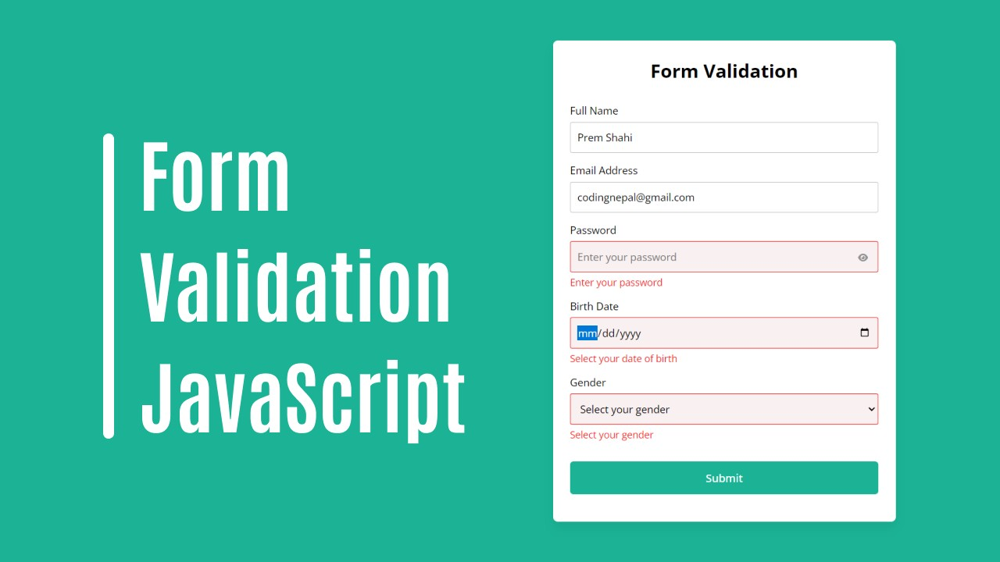 Form
Validation
JavaScript
Form Validation
Full Name
Prem Shahi
Email Address
codingnepal@gmail.com
Password
Enter your password
Enter your password
Birth Date
mm/dd/yyyy
Select your date of birth
Gender
Select your gender
Select your gender
Submit